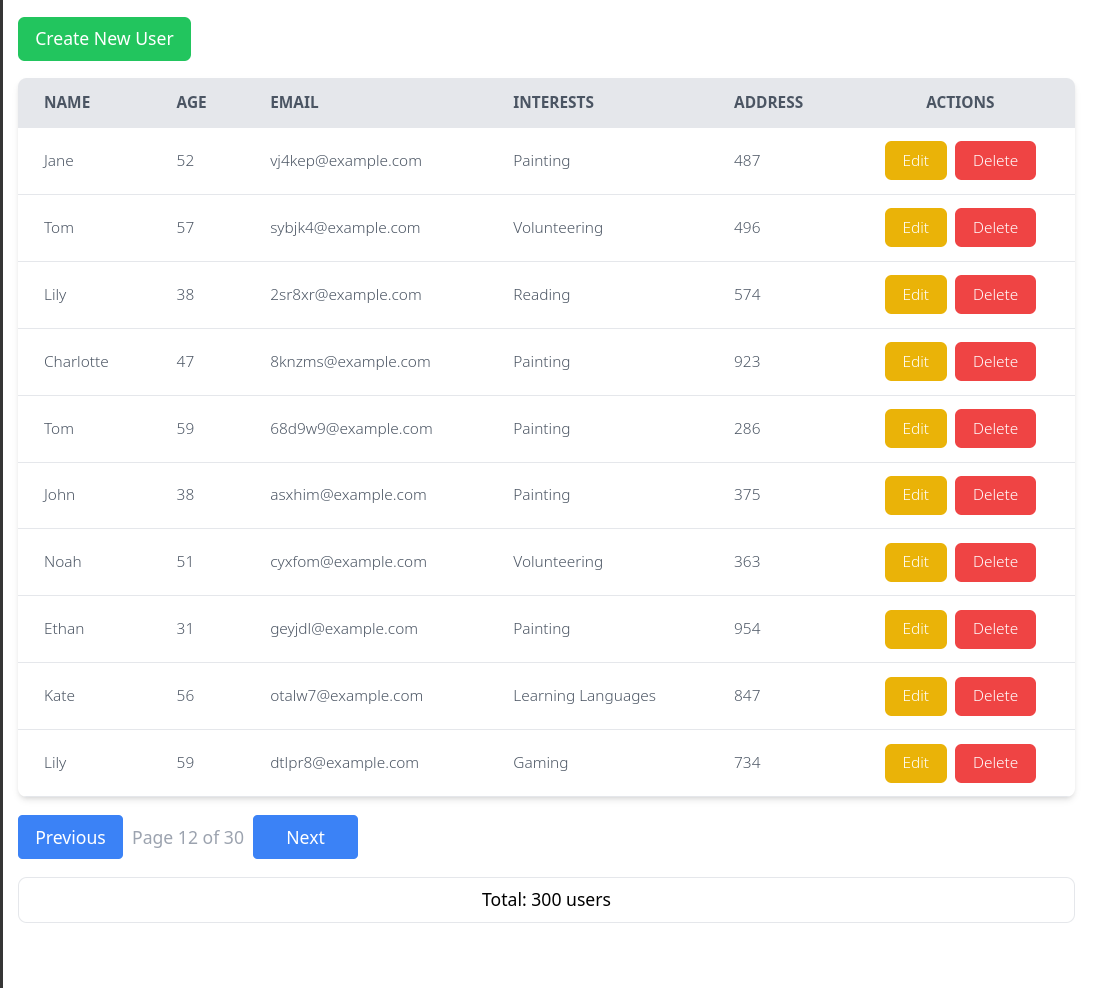 Create New User
NAME AGE EMAIL INTERESTS ADDRESS ACTIONS
Jane 52 vj4kep@example.com Painting 487 Edit Delete
Tom 57 sybjk4@example.com Volunteering 496 Edit Delete
Lily 38 2sr8xr@example.com Reading 574 Edit Delete
Charlotte 47 8knzms@example.com Painting 923 Edit Delete
Tom 59 68d9w9@example.com Painting 286 Edit Delete
John 38 asxhim@example.com Painting 375 Edit Delete
Noah 51 cyxfom@example.com Volunteering 363 Edit Delete
Ethan 31 geyjdl@example.com Painting 954 Edit Delete
Kate 56 otalw7@example.com Learning Languages 847 Edit Delete
Lily 59 dtlpr8@example.com Gaming 734 Edit Delete
Previous Page 12 of 30 Next
Total: 300 users